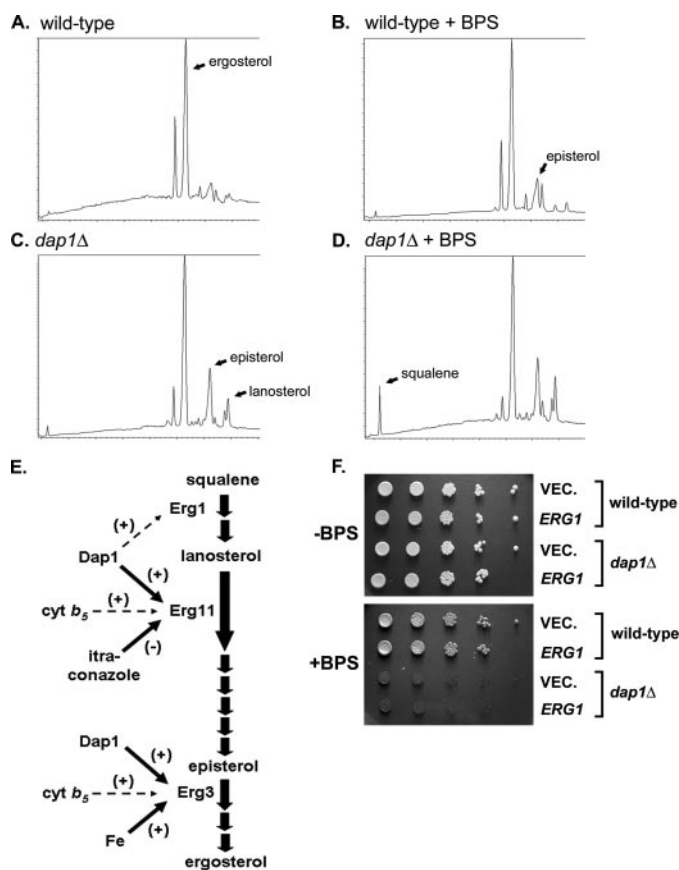 A. wild-type
ergosterol
B. wild-type + BPS
episterol
C. dap1Δ
episterol
lanosterol
D. dap1Δ + BPS
squalene
E.
squalene
(+)
Erg1
Dap1
lanosterol
(+)
cyt b5 (+) Erg11
(-)
itra-
conazole
Dap1
(+)
episterol
cyt b5 (+) Erg3
Fe (+)
ergosterol
F.
-BPS
VEC.
ERG1
wild-type
VEC.
ERG1
dap1Δ
+BPS
VEC.
ERG1
wild-type
VEC.
ERG1
dap1Δ